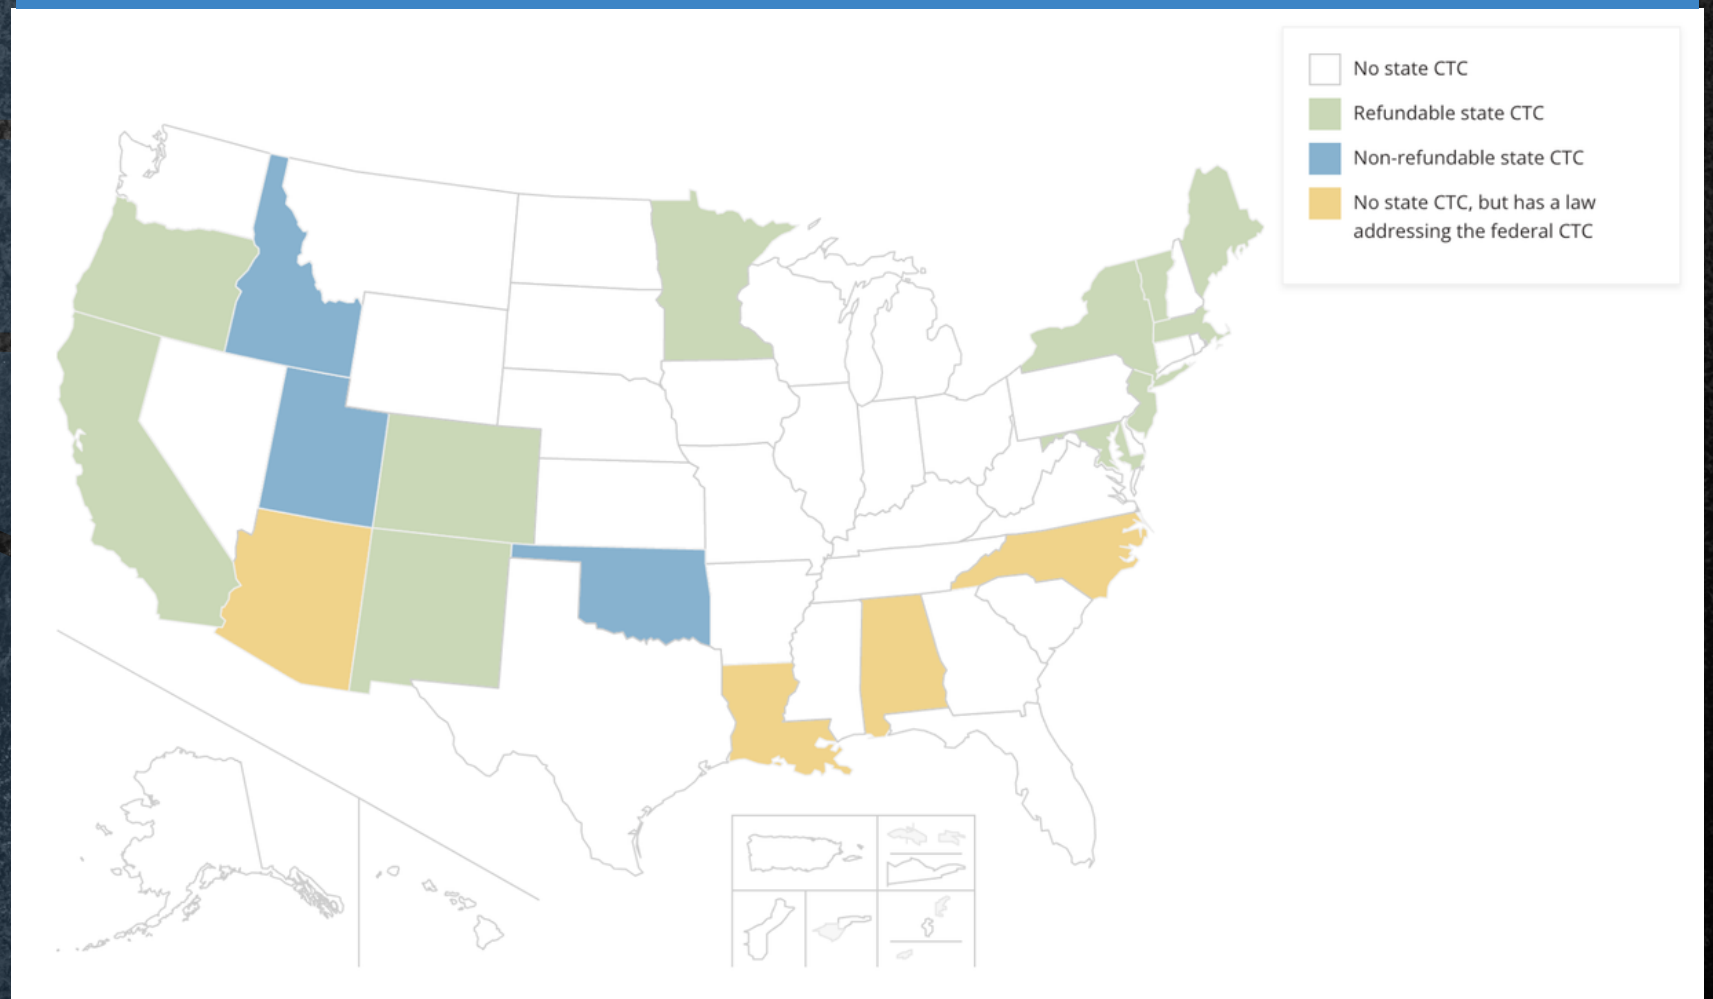 No state CTC
Refundable state CTC
Non-refundable state CTC
No state CTC, but has a law
addressing the federal CTC